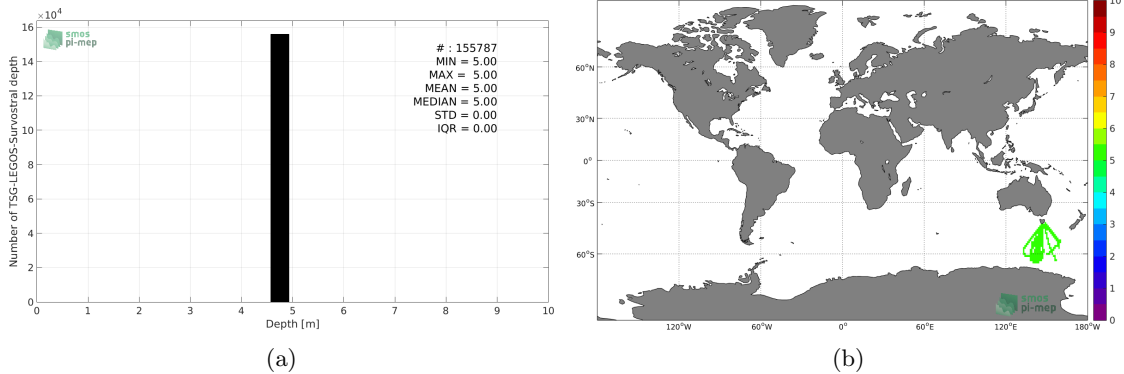 ×10⁴
smos
pi-mep
# : 155787
MIN = 5.00
MAX = 5.00
MEAN = 5.00
MEDIAN = 5.00
STD = 0.00
IQR = 0.00
Number of TSG-LEGOS-Survostral depth
16
14
12
10
8
6
4
2
0
0 1 2 3 4 5 6 7 8 9 10
Depth [m]
(a)
60°N
30°N
0°
30°S
60°S
120°W 60°W 0° 60°E 120°E 180°W
smos
pi-mep
10
9
8
7
6
5
4
3
2
1
0
(b)